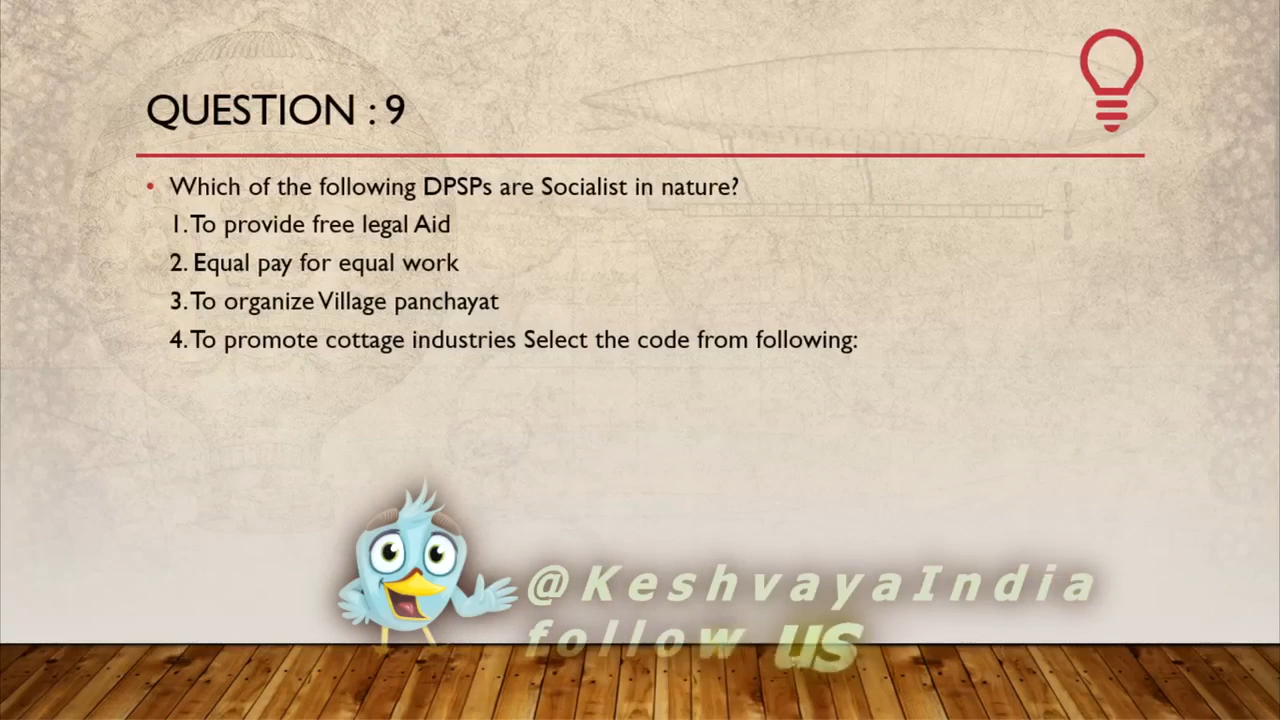 QUESTION : 9
• Which of the following DPSPs are Socialist in nature?
1. To provide free legal Aid
2. Equal pay for equal work
3. To organize Village panchayat
4. To promote cottage industries Select the code from following:
@KeshvayaIndia
follow us